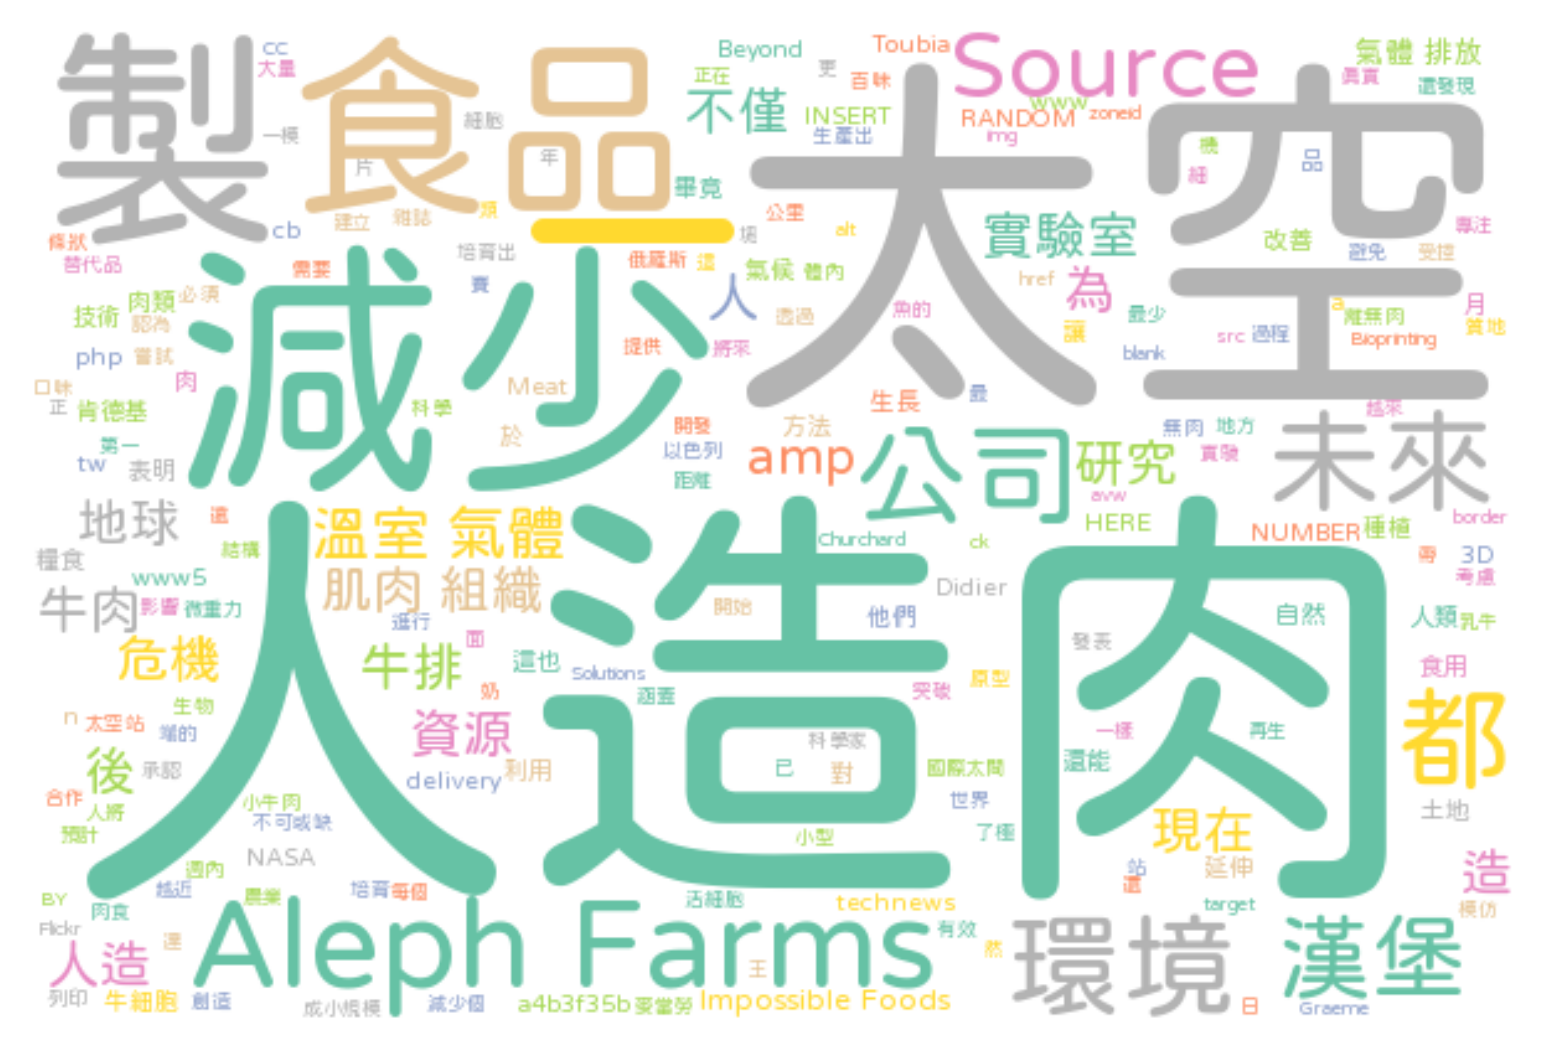 cc
大量
製
食品
Beyond
正在
更
Toubia
百味
Source
氣體 排放
真實
還發現
不僅
INSERT
生產出
RANDOM
www
zoneid
img
太空
機
品
細
細胞
一模
片
年
畢竟
建立
雜誌
類
一
塊
公里
alt
實驗室
改善
專注
避免
受控
條狀
替代品
cb
需要
培育出
俄羅斯
這
氣候
體內
href
為
減少
賽
人
透過
魚的
讓
最少
a
月
離無肉
質地
技術
肉類
必須
認為
php
嘗試
提供
將來
blank
src
過程
Bioprinting
口味
正
肉
肯德基
科學
Meat
生長
最
越來
第一
tw
表明
於
開發
以色列
方法
amp
公司
研究
無肉
地方
實驗
未來
距離
avw
地球
還
溫室 氣體
Churchard
ck
HERE
NUMBER
種植
border
糧食
結構
www5
肌肉 組織
人造肉
Didier
帶
3D
考慮
牛肉
影響
微重力
進行
開始
他們
自然
人類
乳牛
危機
牛排
面
這也
Solutions
發表
食用
生物
奶
涵蓋
突破
原型
n
太空站
端的
資源
科學家
一樣
再生
都
後
承認
delivery
利用
已
對
國際太間
還能
合作
人將
小牛肉
世界
土地
預計
不可或缺
小型
了極
現在
NASA
週內
站
這
延伸
造
BY
越近
農業
培育
每個
活細胞
technews
target
模仿
肉食
Flickr
人造
達
Aleph Farms
有效
然
環境
漢堡
王
列印
牛細胞
創造
成小規模
減少個
a4b3f35b
麥當勞
Impossible Foods
日
Graeme